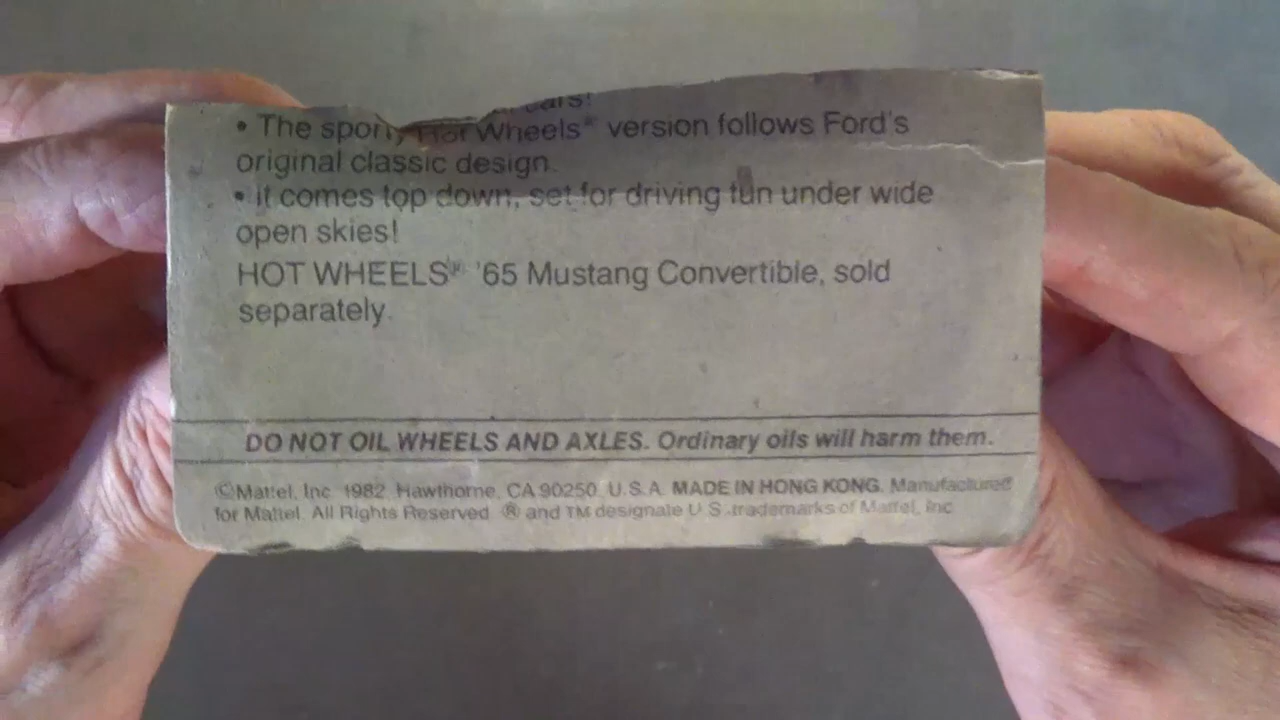 cars!
• The sporty Hot Wheels® version follows Ford's
original classic design.
• It comes top down, set for driving fun under wide
open skies!
HOT WHEELS® '65 Mustang Convertible, sold
separately.
DO NOT OIL WHEELS AND AXLES. Ordinary oils will harm them.
©Mattel, Inc. 1982, Hawthorne, CA 90250, U.S.A. MADE IN HONG KONG. Manufactured
for Mattel. All Rights Reserved. ® and TM designate U.S. trademarks of Mattel, Inc.